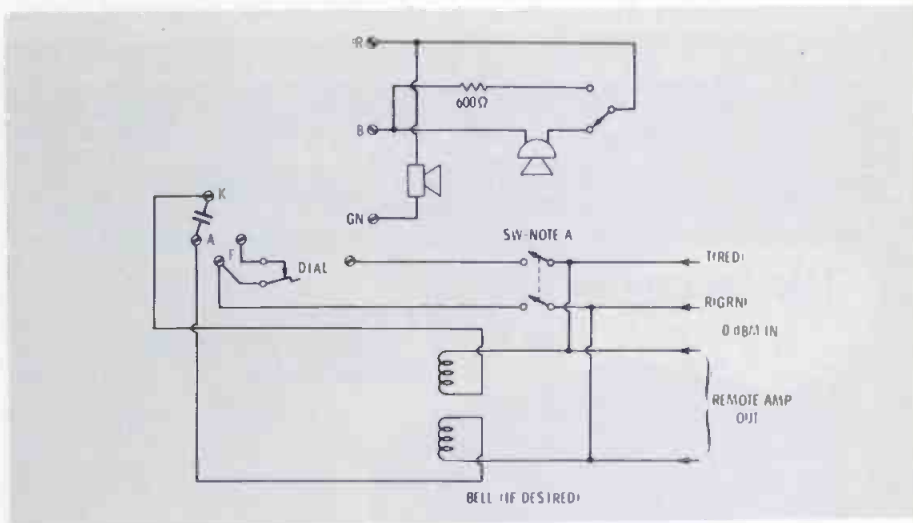 R
600Ω
B
K
GN
A
F
DIAL
SW-NOTE A
T(RED)
R(GRN)
0 dBM IN
REMOTE AMP
OUT
BELL (IF DESIRED)